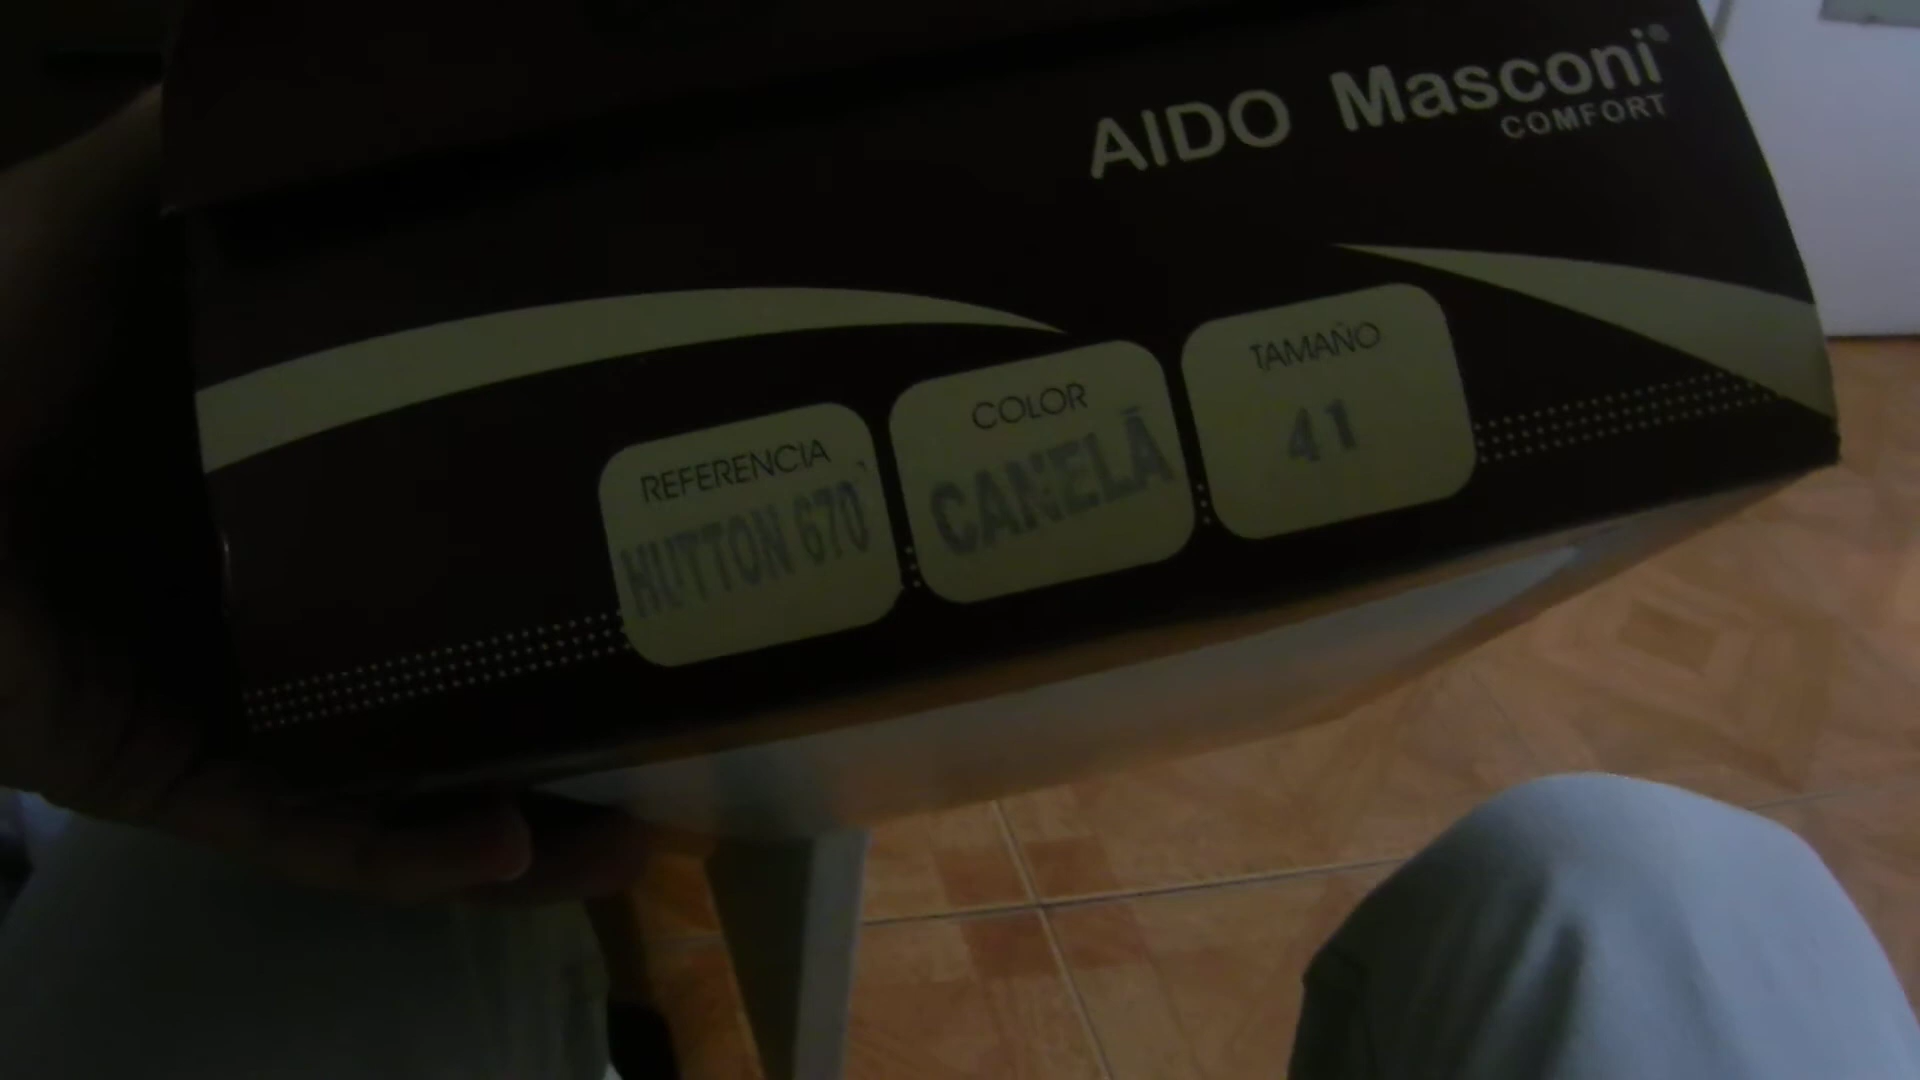 AIDO Masconi®
COMFORT
REFERENCIA
HUTTON 670
COLOR
CANELA
TAMAÑO
41